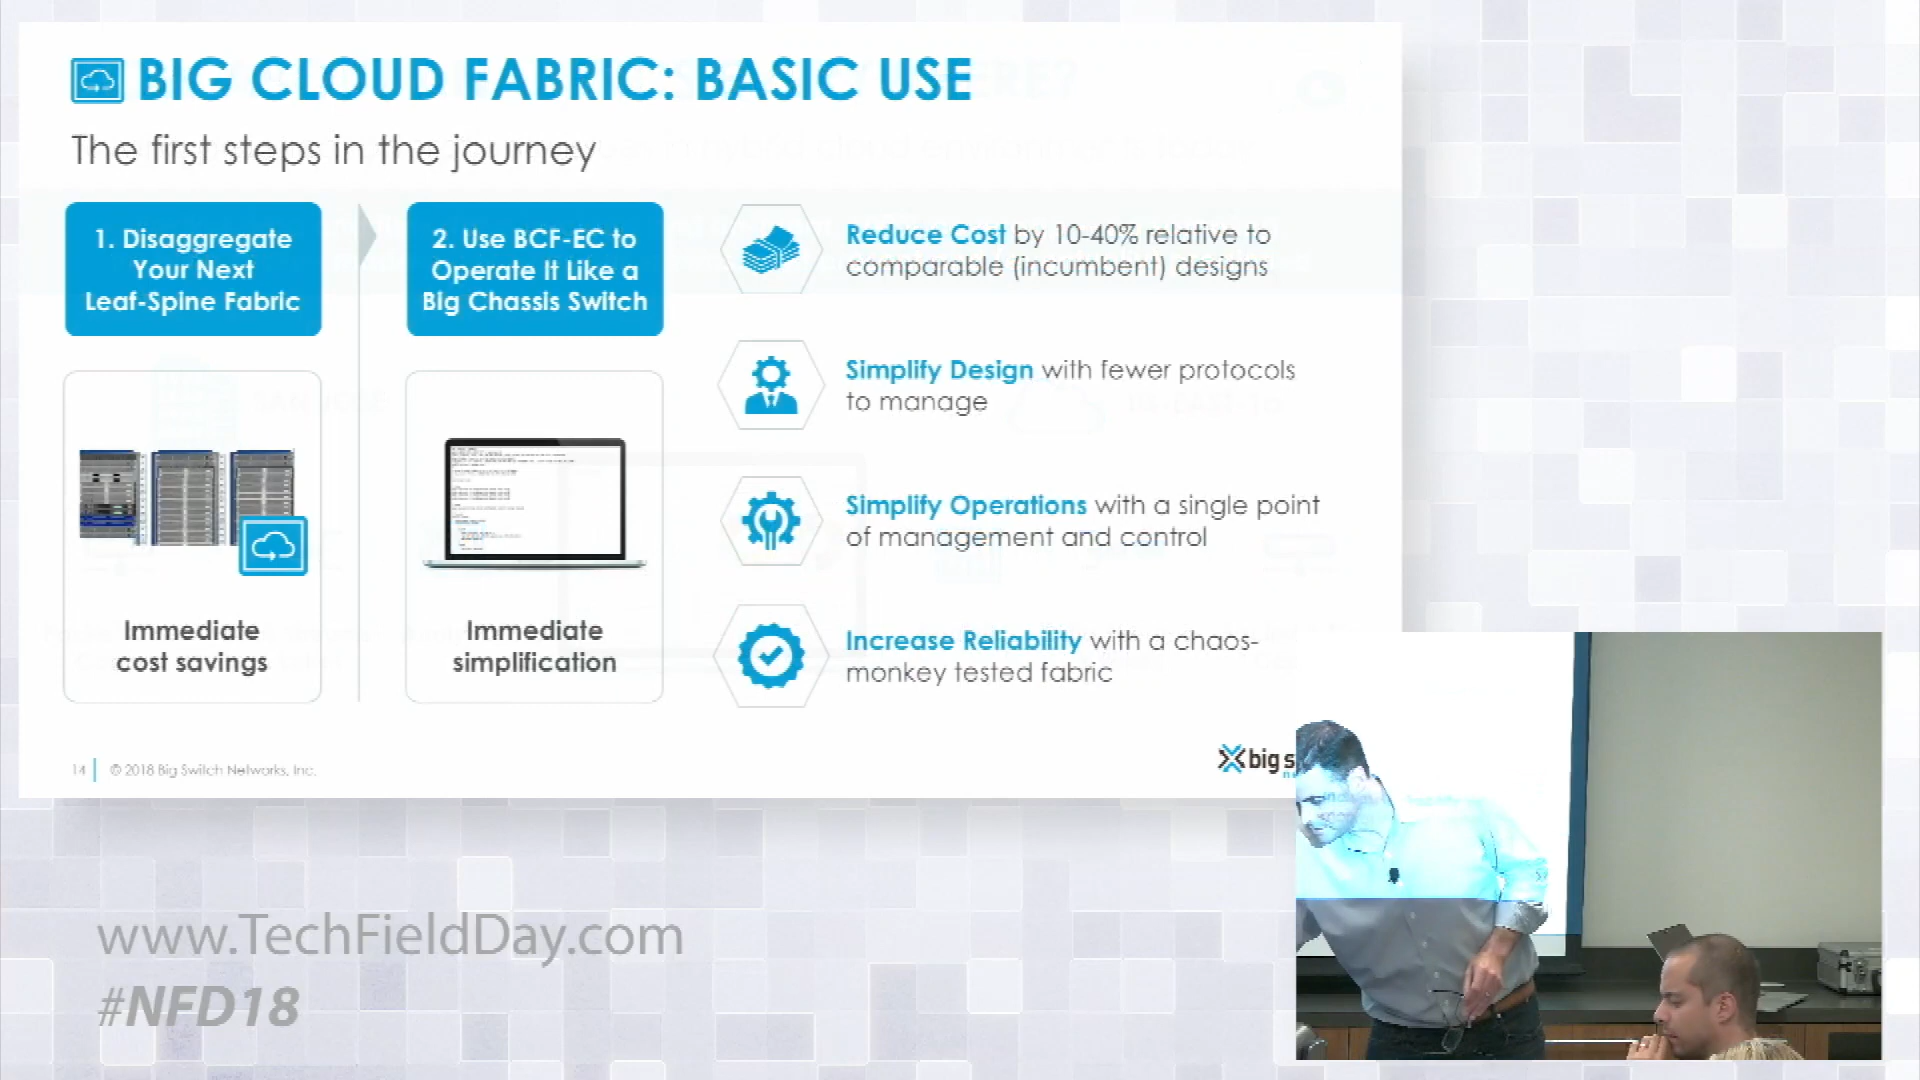 BIG CLOUD FABRIC: BASIC USE
The first steps in the journey
1. Disaggregate
Your Next
Leaf-Spine Fabric
2. Use BCF-EC to
Operate It Like a
Big Chassis Switch
Immediate
cost savings
Immediate
simplification
Reduce Cost by 10-40% relative to
comparable (incumbent) designs
Simplify Design with fewer protocols
to manage
Simplify Operations with a single point
of management and control
Increase Reliability with a chaos-
monkey tested fabric
14
© 2018 Big Switch Networks, Inc.
big s
www.TechFieldDay.com
#NFD18